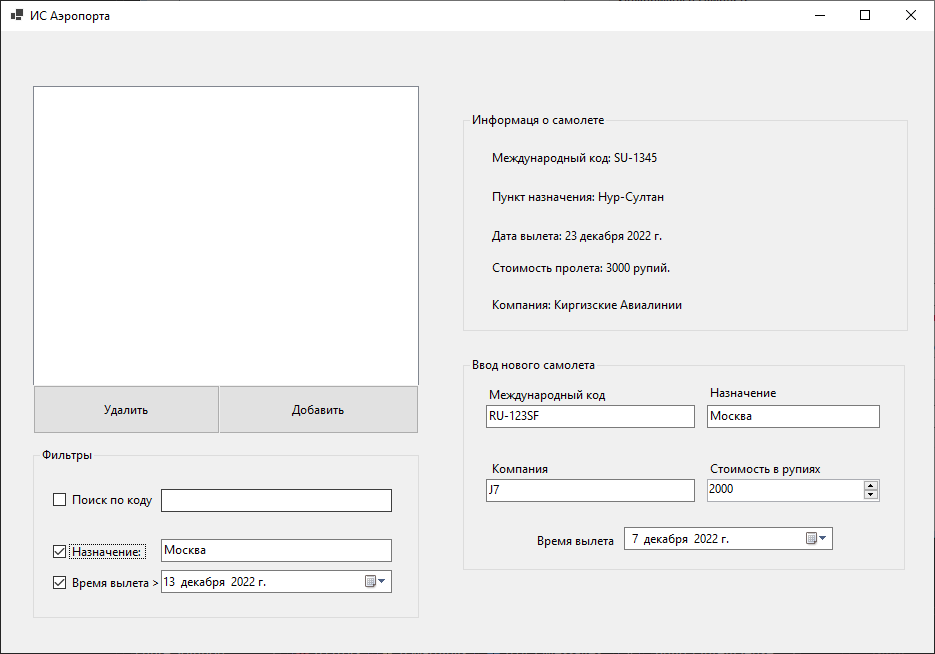 ИС Аэропорта
Информаця о самолете
Международный код: SU-1345
Пункт назначения: Нур-Султан
Дата вылета: 23 декабря 2022 г.
Стоимость пролета: 3000 рупий.
Компания: Киргизские Авиалинии
Удалить Добавить
Фильтры
Поиск по коду
Назначение: Москва
Время вылета > 13 декабря 2022 г.
Ввод нового самолета
Международный код Назначение
RU-123SF Москва
Компания Стоимость в рупиях
J7 2000
Время вылета 7 декабря 2022 г.